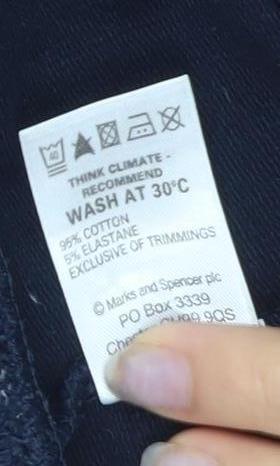 40
THINK CLIMATE -
RECOMMEND
WASH AT 30°C
95% COTTON
5% ELASTANE
EXCLUSIVE OF TRIMMINGS
© Marks and Spencer plc
PO Box 3339
9QS